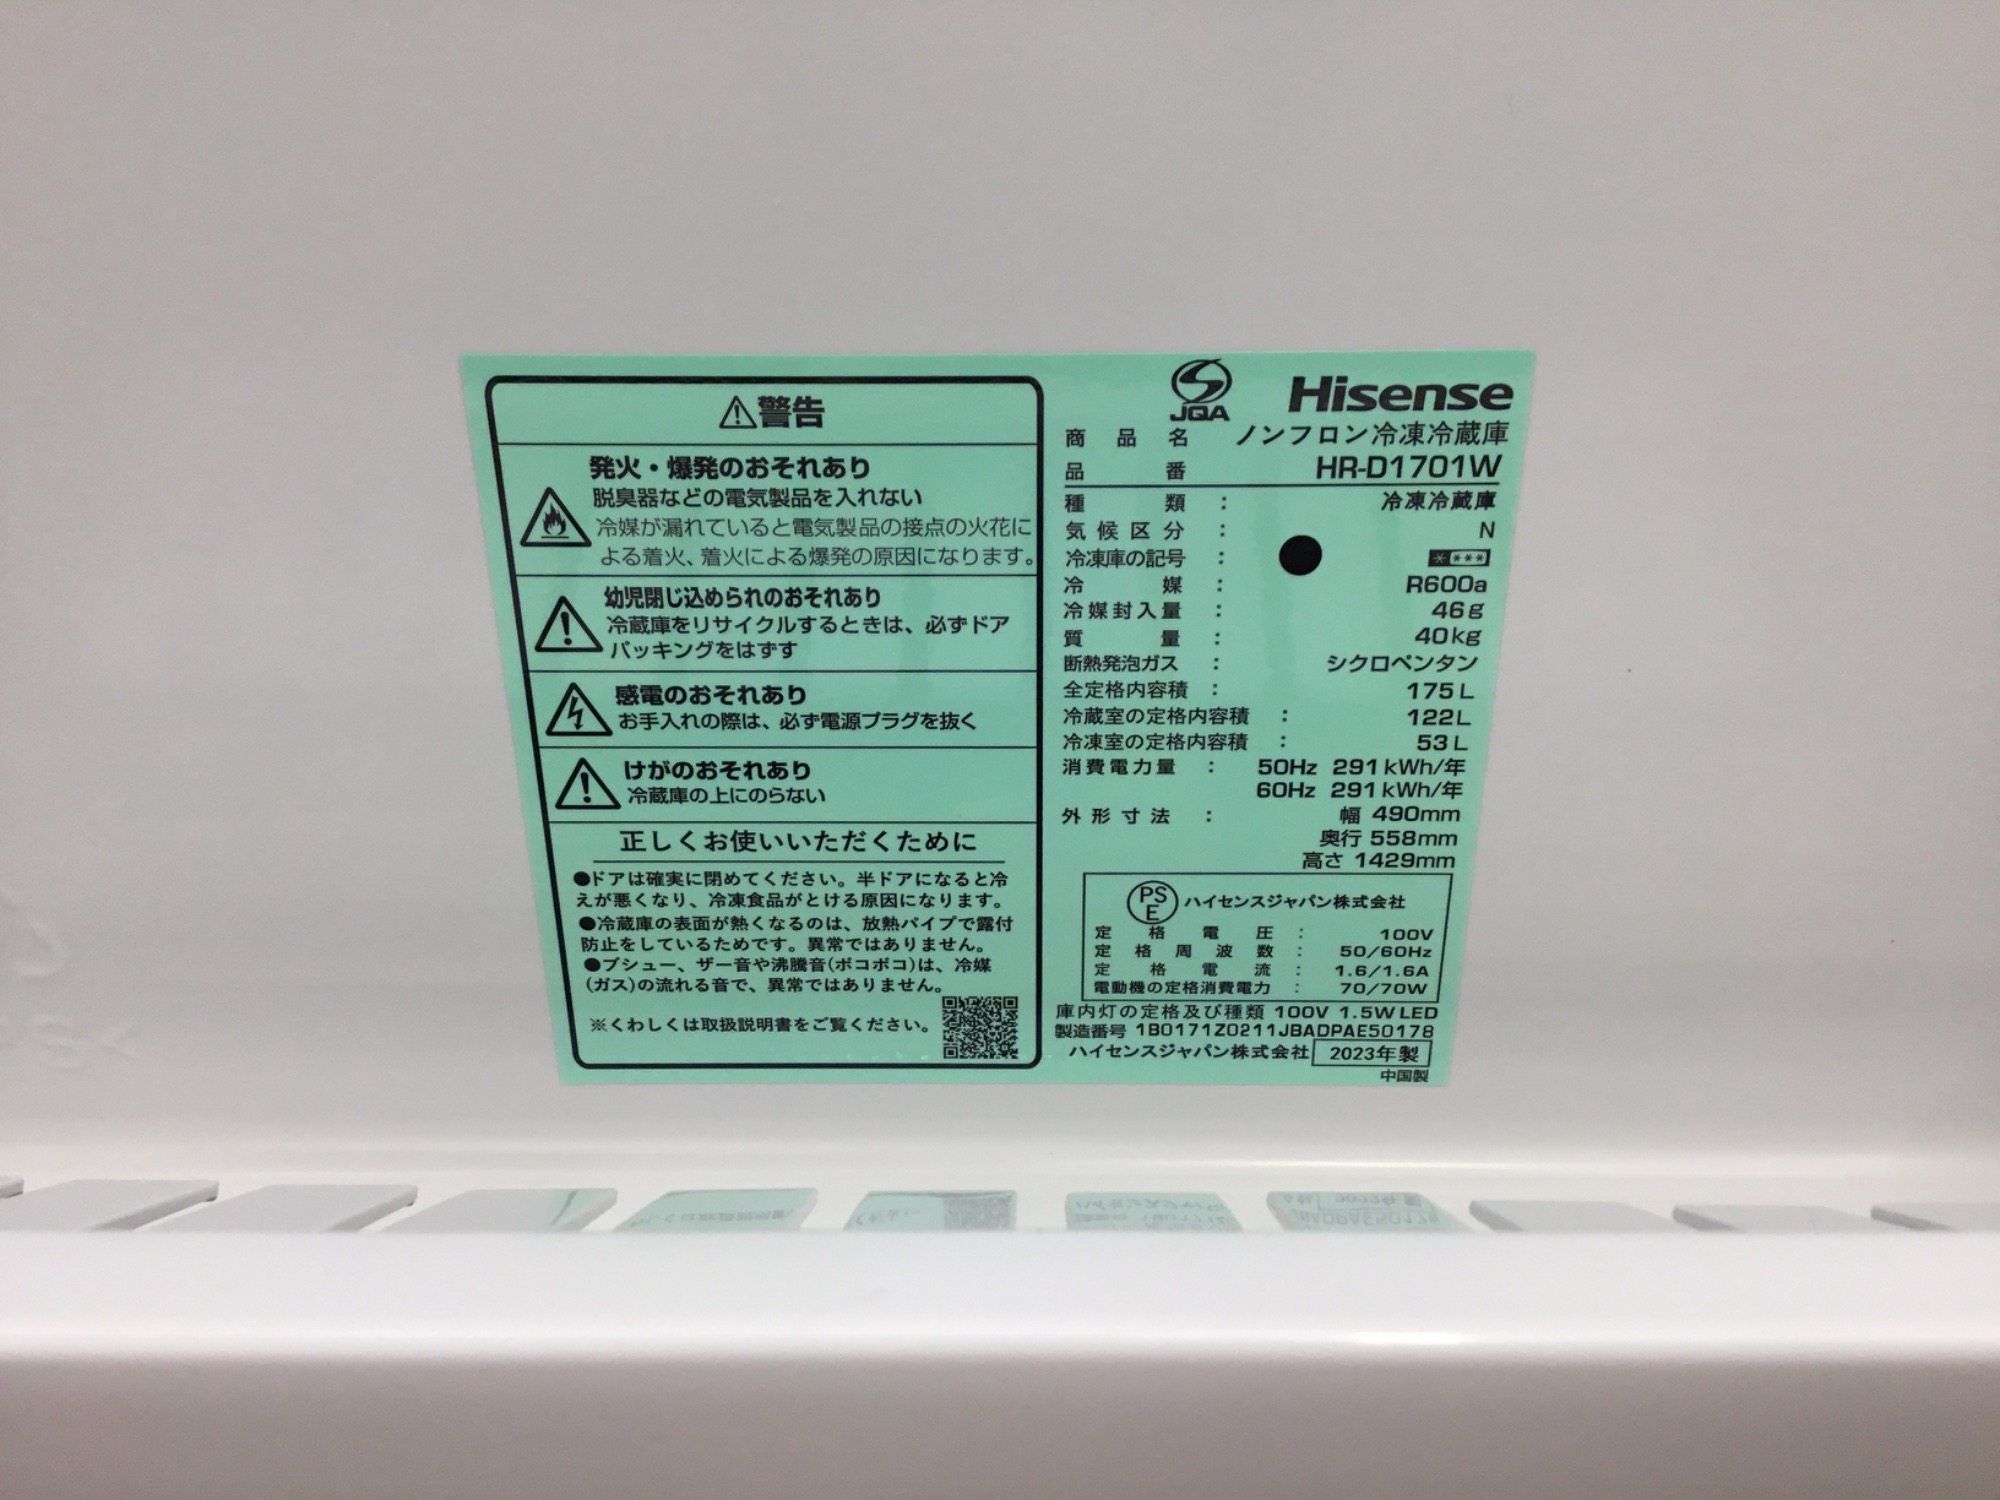 警告
発火・爆発のおそれあり
脱臭器などの電気製品を入れない
冷媒が漏れていると電気製品の接点の火花に
よる着火、着火による爆発の原因になります。
幼児閉じ込められのおそれあり
冷蔵庫をリサイクルするときは、必ずドア
パッキングをはずす
感電のおそれあり
お手入れの際は、必ず電源プラグを抜く
けがのおそれあり
冷蔵庫の上にのらない
正しくお使いいただくために
●ドアは確実に閉めてください。半ドアになると冷
えが悪くなり、冷凍食品がとける原因になります。
●冷蔵庫の表面が熱くなるのは、放熱パイプで露付
防止をしているためです。異常ではありません。
●プシュー、ザー音や沸騰音(ボコボコ)は、冷媒
(ガス)の流れる音で、異常ではありません。
※くわしくは取扱説明書をご覧ください。
JQA Hisense
商品名 ノンフロン冷凍冷蔵庫
品番 HR-D1701W
種類：冷凍冷蔵庫
気候区分：N
冷凍庫の記号：****
冷媒：R600a
冷媒封入量：46g
質量：40kg
断熱発泡ガス：シクロペンタン
全定格内容積：175L
冷蔵室の定格内容積：122L
冷凍室の定格内容積：53L
消費電力量：50Hz 291kWh/年
60Hz 291kWh/年
外形寸法：幅 490mm
奥行 558mm
高さ 1429mm
PSE ハイセンスジャパン株式会社
定格電圧：100V
定格周波数：50/60Hz
定格電流：1.6/1.6A
電動機の定格消費電力：70/70W
庫内灯の定格及び種類 100V 1.5W LED
製造番号 1B0171Z0211JBADPAE50178
ハイセンスジャパン株式会社 2023年製
中国製